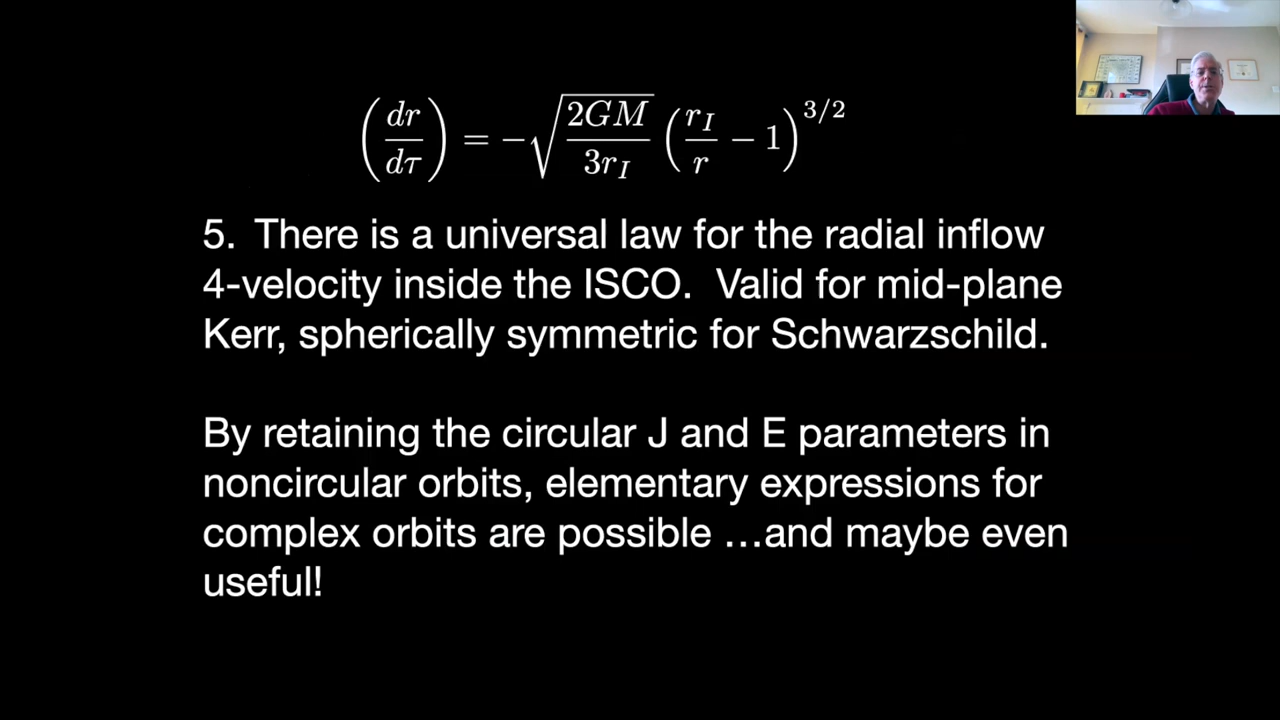 (dr/dτ) = −√(2GM/3r_I) (r_I/r − 1)^{3/2}
5. There is a universal law for the radial inflow
4-velocity inside the ISCO. Valid for mid-plane
Kerr, spherically symmetric for Schwarzschild.
By retaining the circular J and E parameters in
noncircular orbits, elementary expressions for
complex orbits are possible …and maybe even
useful!